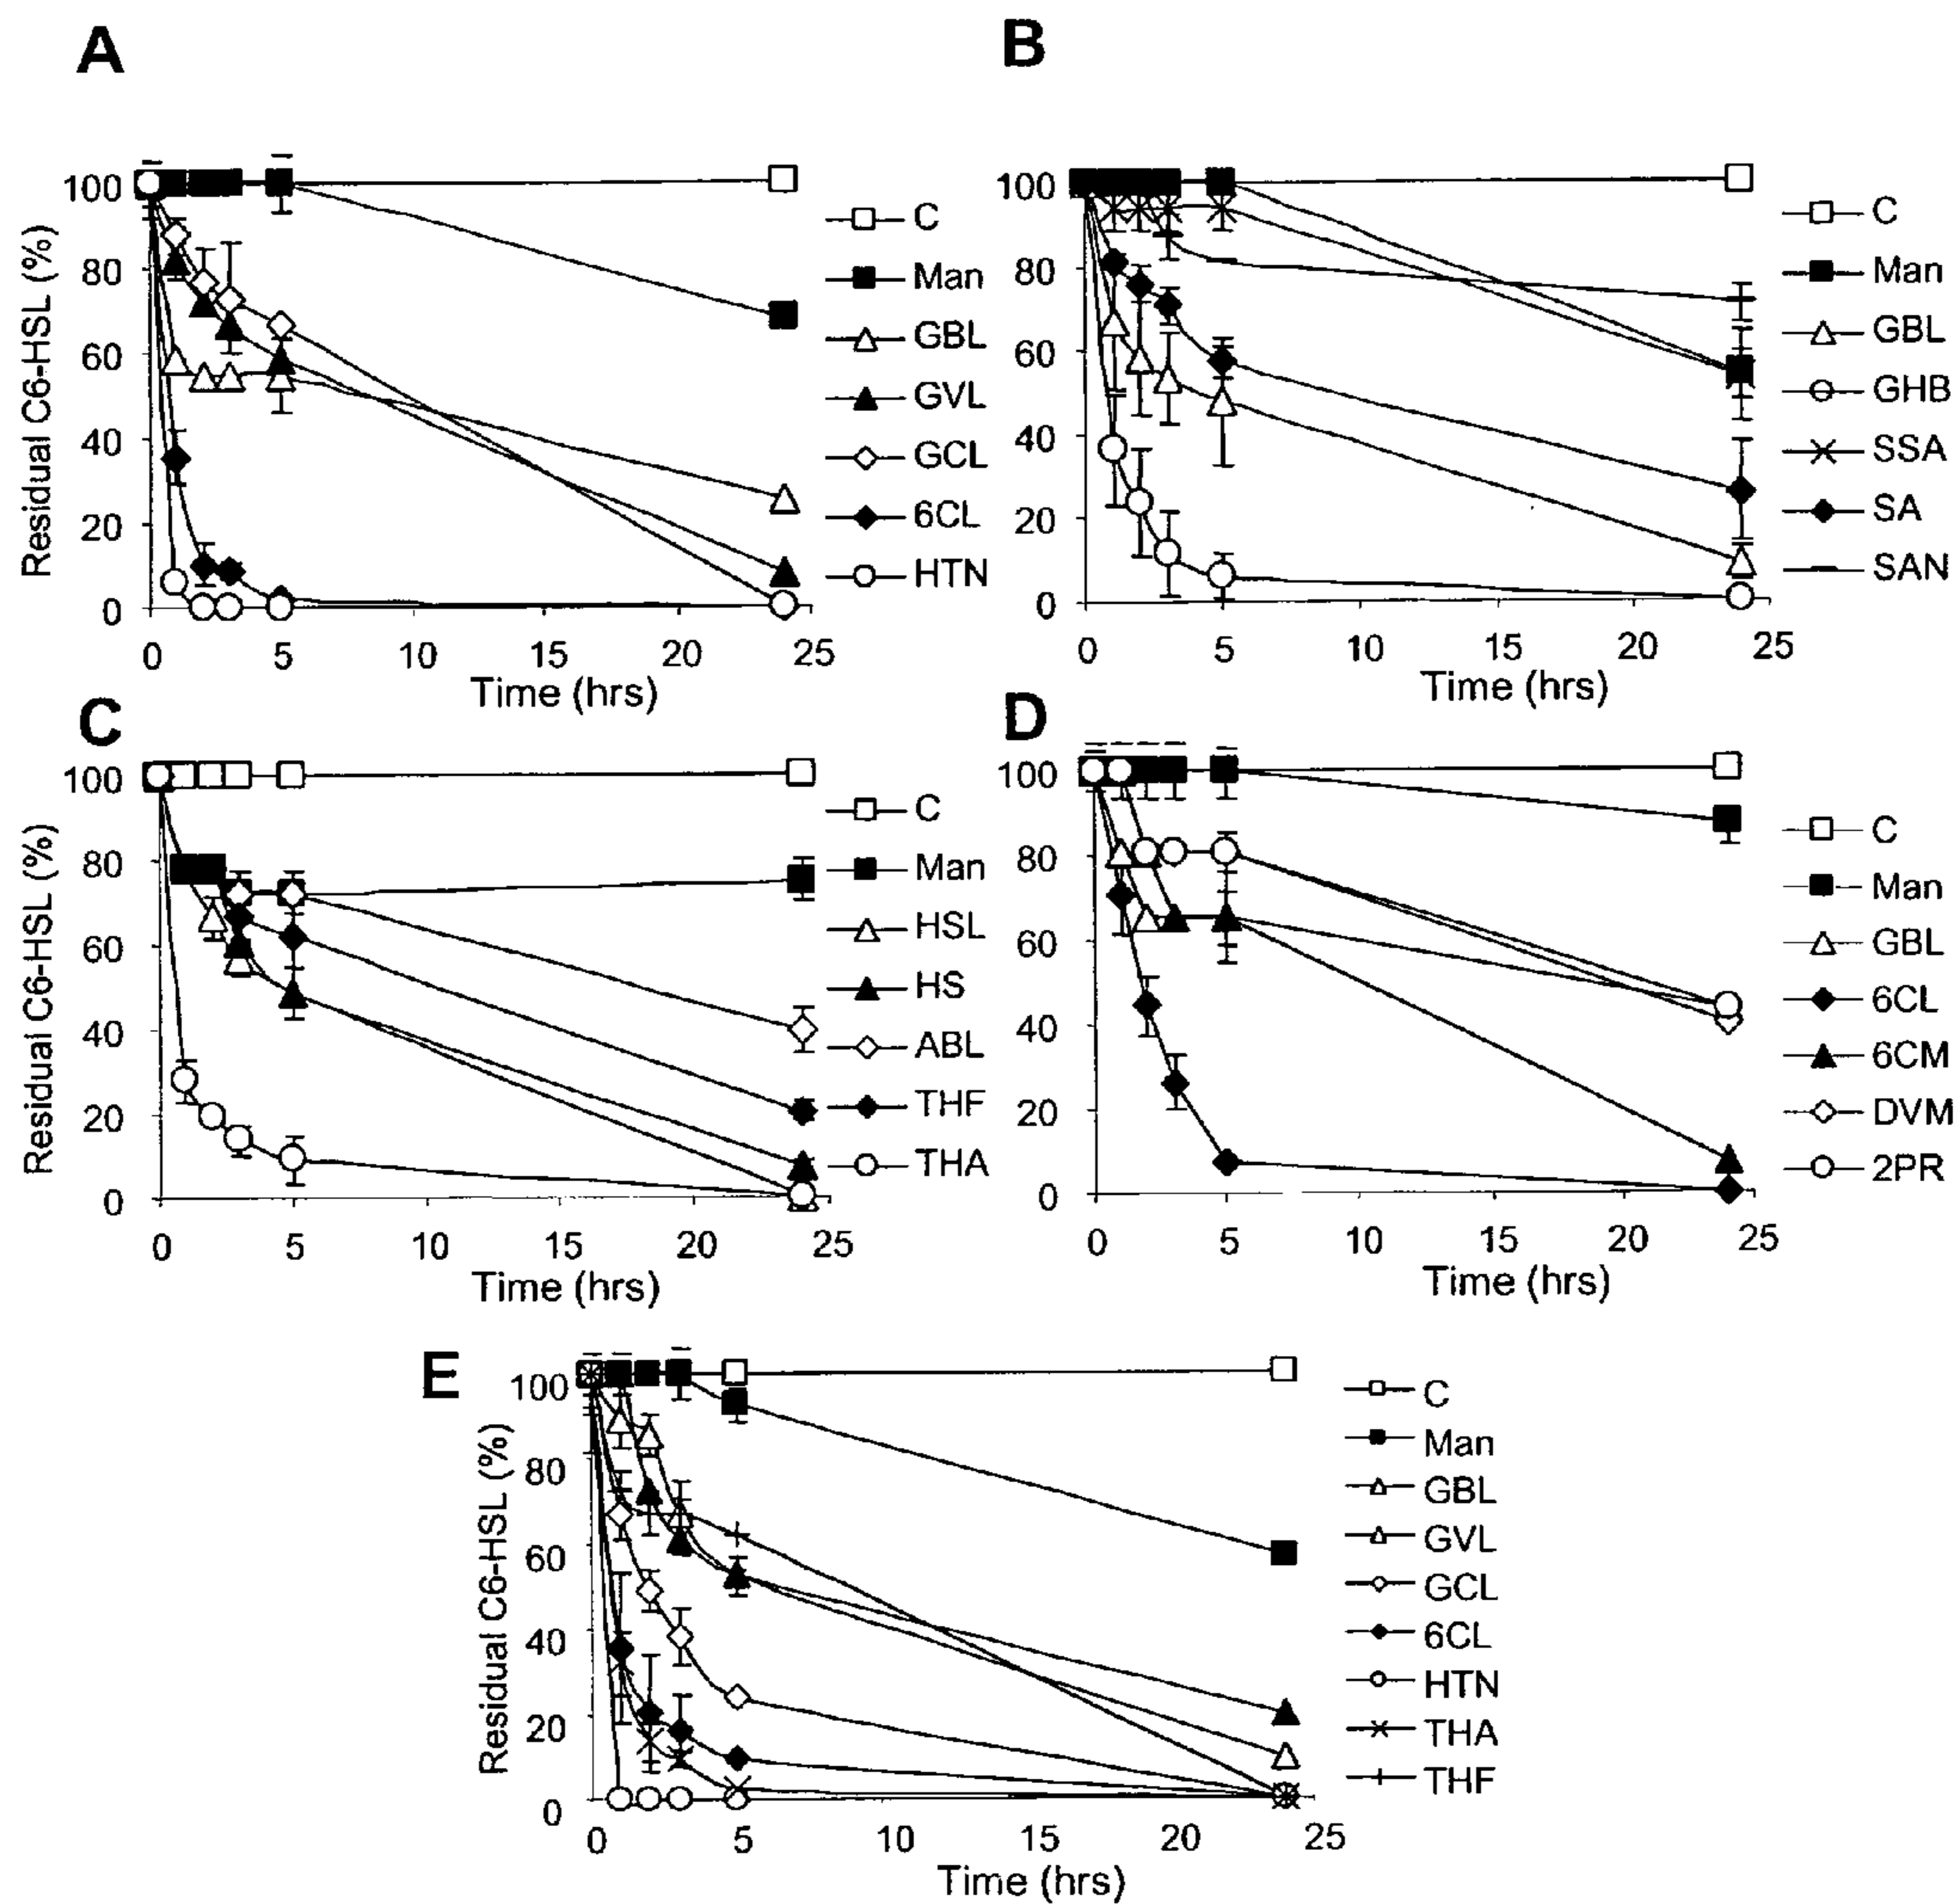 A
Residual C6-HSL (%)
100
80
60
40
20
0
0 5 10 15 20 25
Time (hrs)
C
Man
GBL
GVL
GCL
6CL
HTN
B
100
80
60
40
20
0
0 5 10 15 20 25
Time (hrs)
C
Man
GBL
GHB
SSA
SA
SAN
C
Residual C6-HSL (%)
100
80
60
40
20
0
0 5 10 15 20 25
Time (hrs)
C
Man
HSL
HS
ABL
THF
THA
D
100
80
60
40
20
0
0 5 10 15 20 25
Time (hrs)
C
Man
GBL
6CL
6CM
DVM
2PR
E
Residual C6-HSL (%)
100
80
60
40
20
0
0 5 10 15 20 25
Time (hrs)
C
Man
GBL
GVL
GCL
6CL
HTN
THA
THF